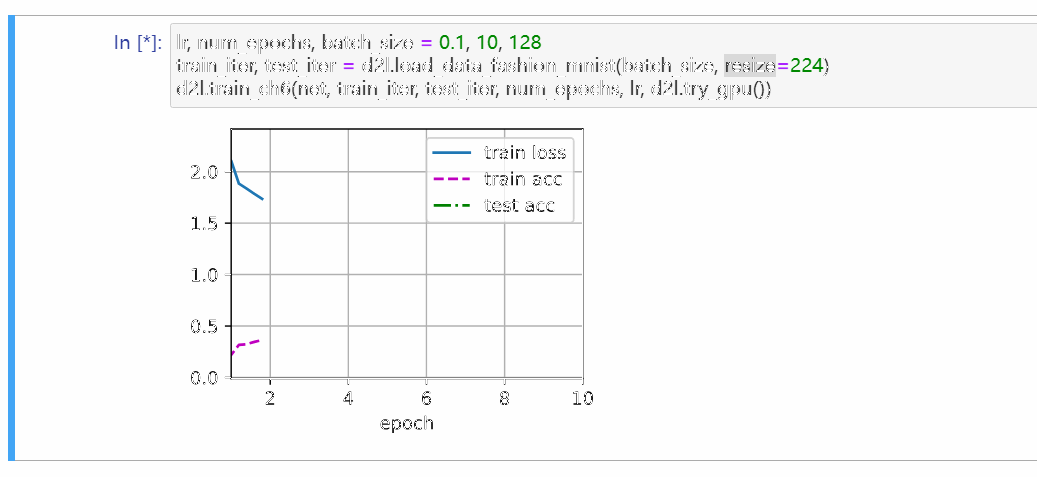 In [*]: lr, num_epochs, batch_size = 0.1, 10, 128
train_iter, test_iter = d2l.load_data_fashion_mnist(batch_size, resize=224)
d2l.train_ch6(net, train_iter, test_iter, num_epochs, lr, d2l.try_gpu())
train loss
train acc
test acc
2.0
1.5
1.0
0.5
0.0
2 4 6 8 10
epoch